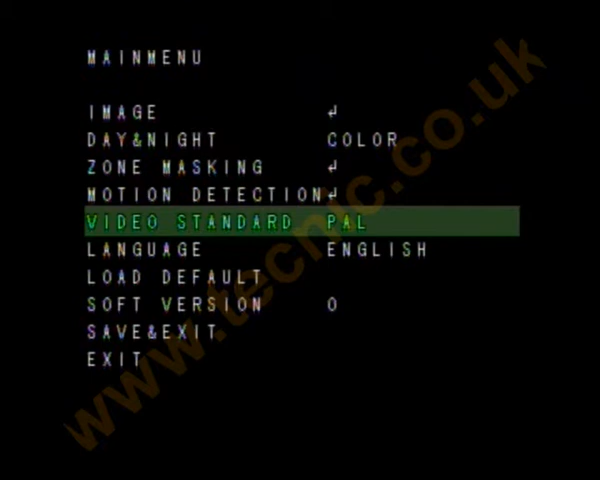 MAINMENU
IMAGE ↲
DAY&NIGHT COLOR
ZONE MASKING ↲
MOTION DETECTION↲
VIDEO STANDARD PAL
LANGUAGE ENGLISH
LOAD DEFAULT
SOFT VERSION 0
SAVE&EXIT
EXIT
www.tecnic.co.uk